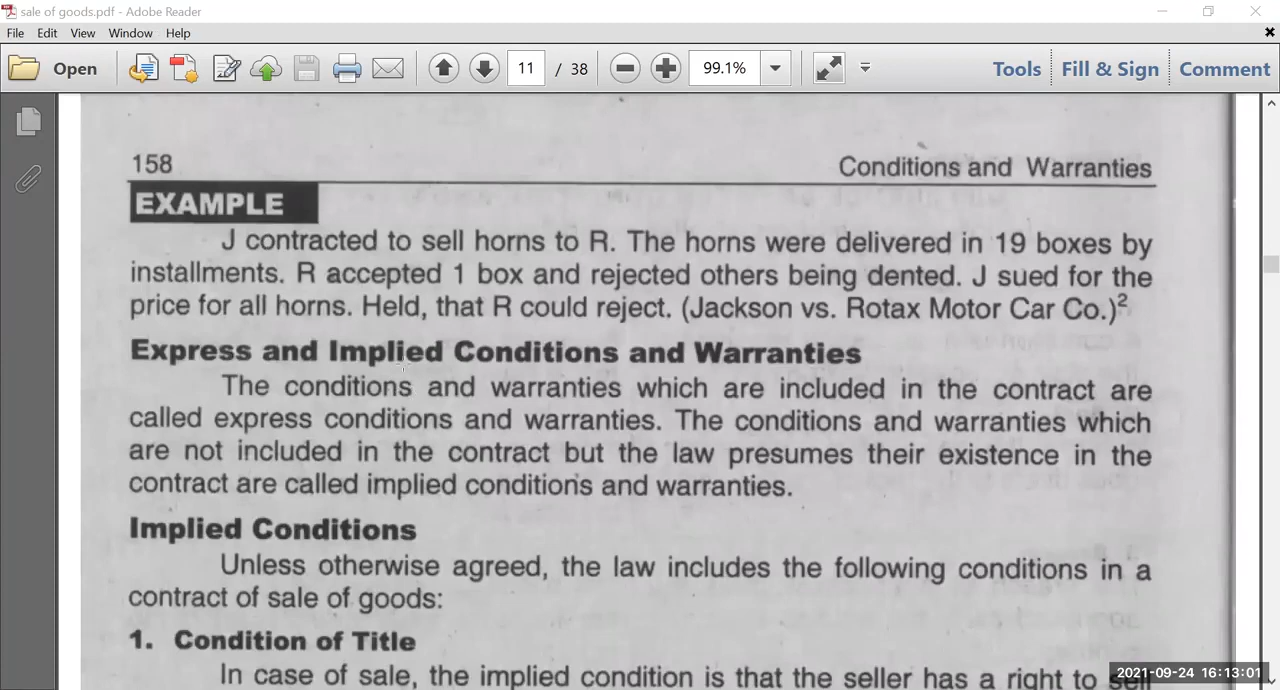 sale of goods.pdf - Adobe Reader
File Edit View Window Help
Open 11 / 38 99.1% Tools Fill & Sign Comment
158 Conditions and Warranties
EXAMPLE
J contracted to sell horns to R. The horns were delivered in 19 boxes by
installments. R accepted 1 box and rejected others being dented. J sued for the
price for all horns. Held, that R could reject. (Jackson vs. Rotax Motor Car Co.)²
Express and Implied Conditions and Warranties
The conditions and warranties which are included in the contract are
called express conditions and warranties. The conditions and warranties which
are not included in the contract but the law presumes their existence in the
contract are called implied conditions and warranties.
Implied Conditions
Unless otherwise agreed, the law includes the following conditions in a
contract of sale of goods:
1. Condition of Title
In case of sale, the implied condition is that the seller has a right to sell
2021-09-24 16:13:01